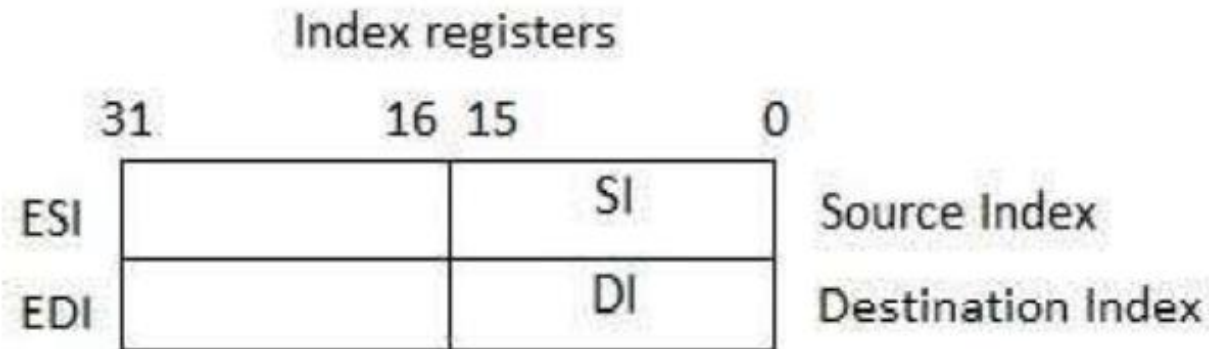 Index registers
31 16 15 0
ESI SI Source Index
EDI DI Destination Index